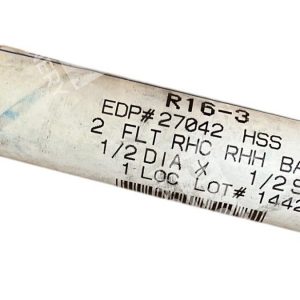 R16-3
EDP# 27042 HSS
2 FLT RHC RHH BA
1/2 DIA X 1/2 S
1 LOC LOT# 1442